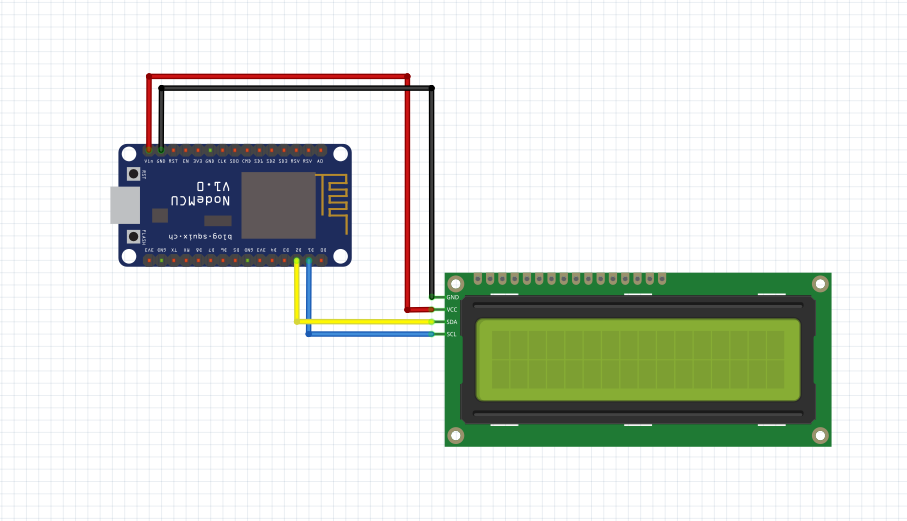 Vin GND RST EN 3V3 GND CLK SD0 CMD SD1 SD2 SD3 RSV RSV A0
RST
NodeMCU
V1.0
FLASH
blog.squix.ch
3V3 GND TX RX D8 D7 D6 D5 GND 3V3 D4 D3 D2 D1 D0
GND
VCC
SDA
SCL